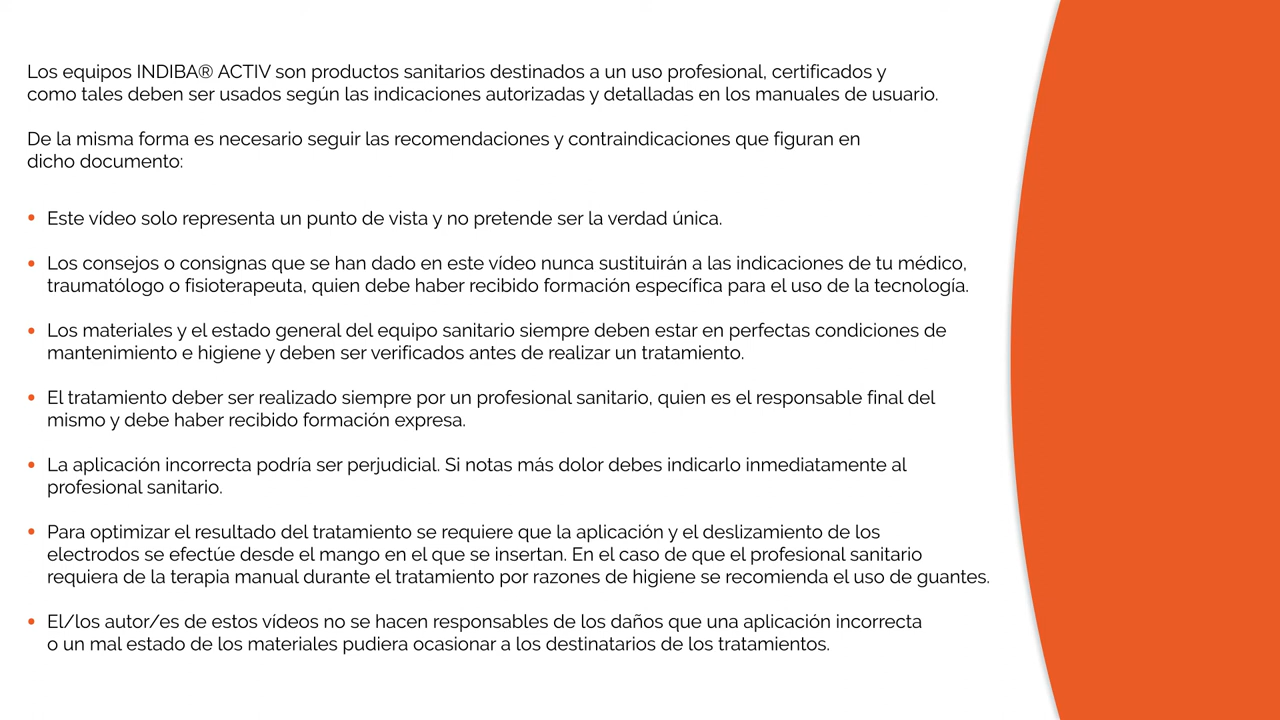 Los equipos INDIBA® ACTIV son productos sanitarios destinados a un uso profesional, certificados y
como tales deben ser usados según las indicaciones autorizadas y detalladas en los manuales de usuario.
De la misma forma es necesario seguir las recomendaciones y contraindicaciones que figuran en
dicho documento:
• Este vídeo solo representa un punto de vista y no pretende ser la verdad única.
• Los consejos o consignas que se han dado en este vídeo nunca sustituirán a las indicaciones de tu médico,
traumatólogo o fisioterapeuta, quien debe haber recibido formación específica para el uso de la tecnología.
• Los materiales y el estado general del equipo sanitario siempre deben estar en perfectas condiciones de
mantenimiento e higiene y deben ser verificados antes de realizar un tratamiento.
• El tratamiento deber ser realizado siempre por un profesional sanitario, quien es el responsable final del
mismo y debe haber recibido formación expresa.
• La aplicación incorrecta podría ser perjudicial. Si notas más dolor debes indicarlo inmediatamente al
profesional sanitario.
• Para optimizar el resultado del tratamiento se requiere que la aplicación y el deslizamiento de los
electrodos se efectúe desde el mango en el que se insertan. En el caso de que el profesional sanitario
requiera de la terapia manual durante el tratamiento por razones de higiene se recomienda el uso de guantes.
• El/los autor/es de estos vídeos no se hacen responsables de los daños que una aplicación incorrecta
o un mal estado de los materiales pudiera ocasionar a los destinatarios de los tratamientos.